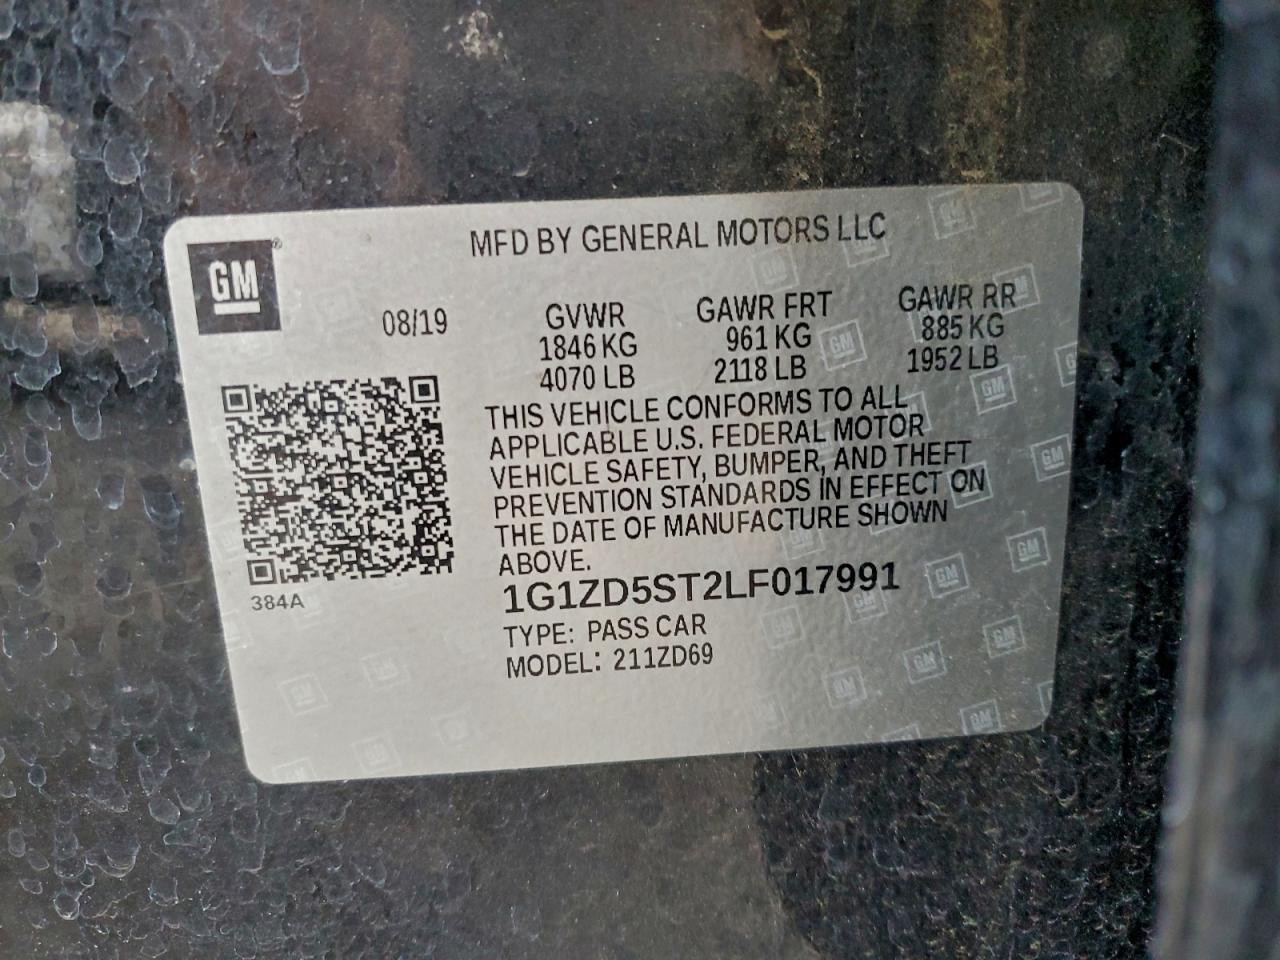 MFD BY GENERAL MOTORS LLC
GM
®
08/19
GVWR
1846 KG
4070 LB
GAWR FRT
961 KG
2118 LB
GAWR RR
885 KG
1952 LB
THIS VEHICLE CONFORMS TO ALL
APPLICABLE U.S. FEDERAL MOTOR
VEHICLE SAFETY, BUMPER, AND THEFT
PREVENTION STANDARDS IN EFFECT ON
THE DATE OF MANUFACTURE SHOWN
ABOVE.
384A
1G1ZD5ST2LF017991
TYPE: PASS CAR
MODEL: 211ZD69